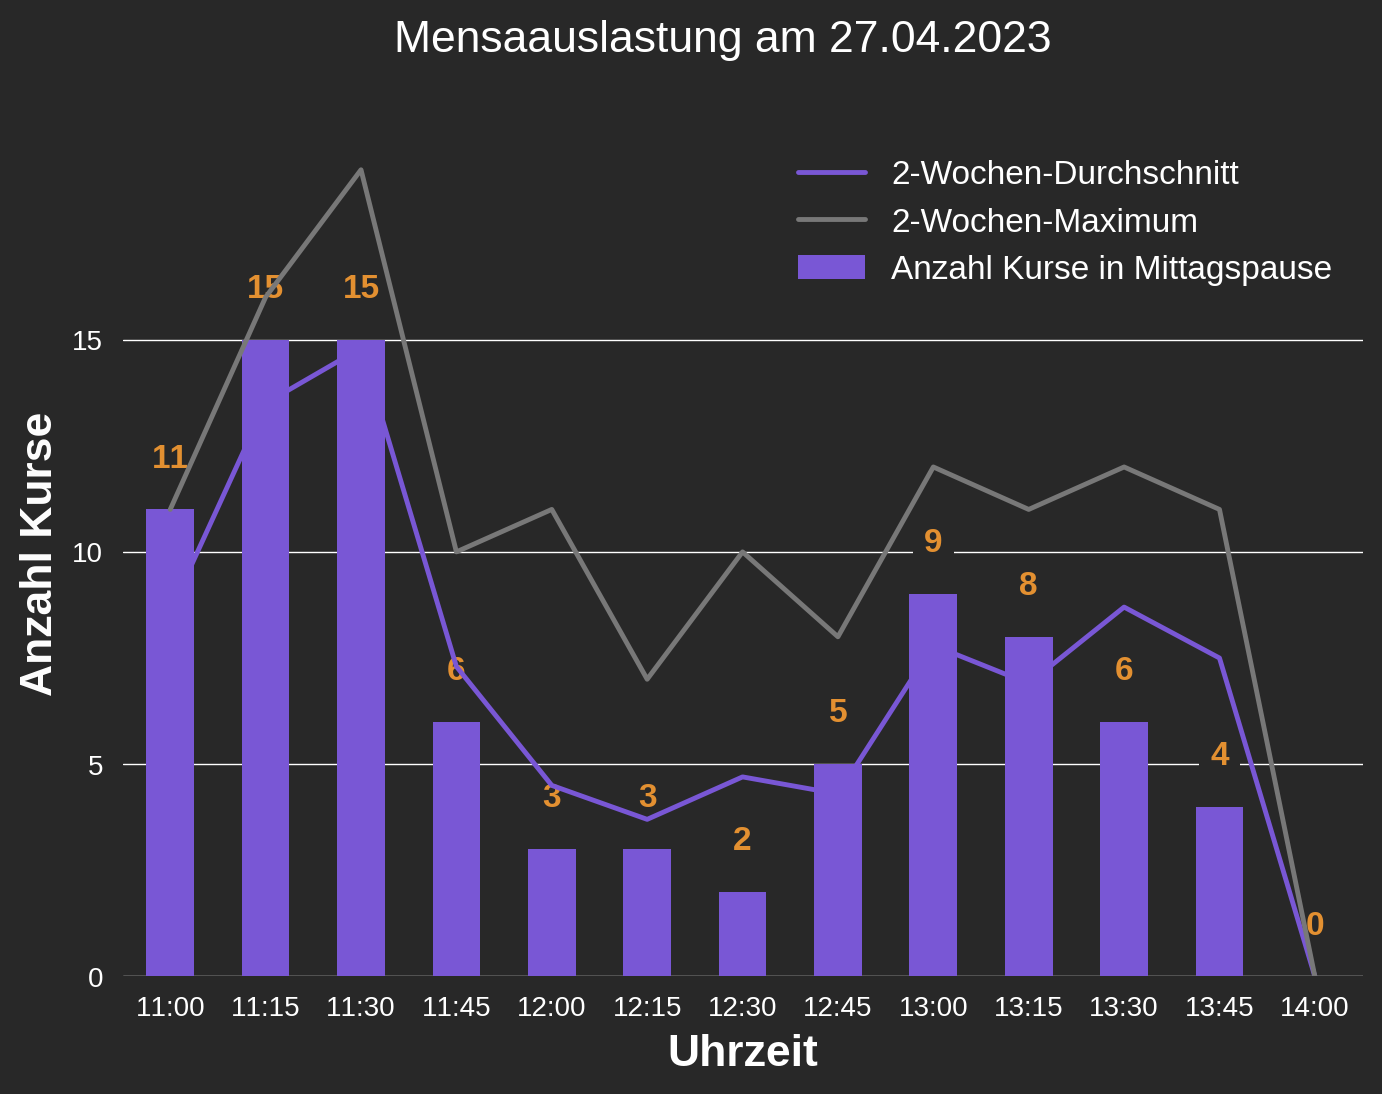 Mensaauslastung am 27.04.2023
2-Wochen-Durchschnitt
2-Wochen-Maximum
Anzahl Kurse in Mittagspause
Anzahl Kurse
15
10
5
0
11
15
15
6
3
3
2
5
9
8
6
4
0
11:00 11:15 11:30 11:45 12:00 12:15 12:30 12:45 13:00 13:15 13:30 13:45 14:00
Uhrzeit